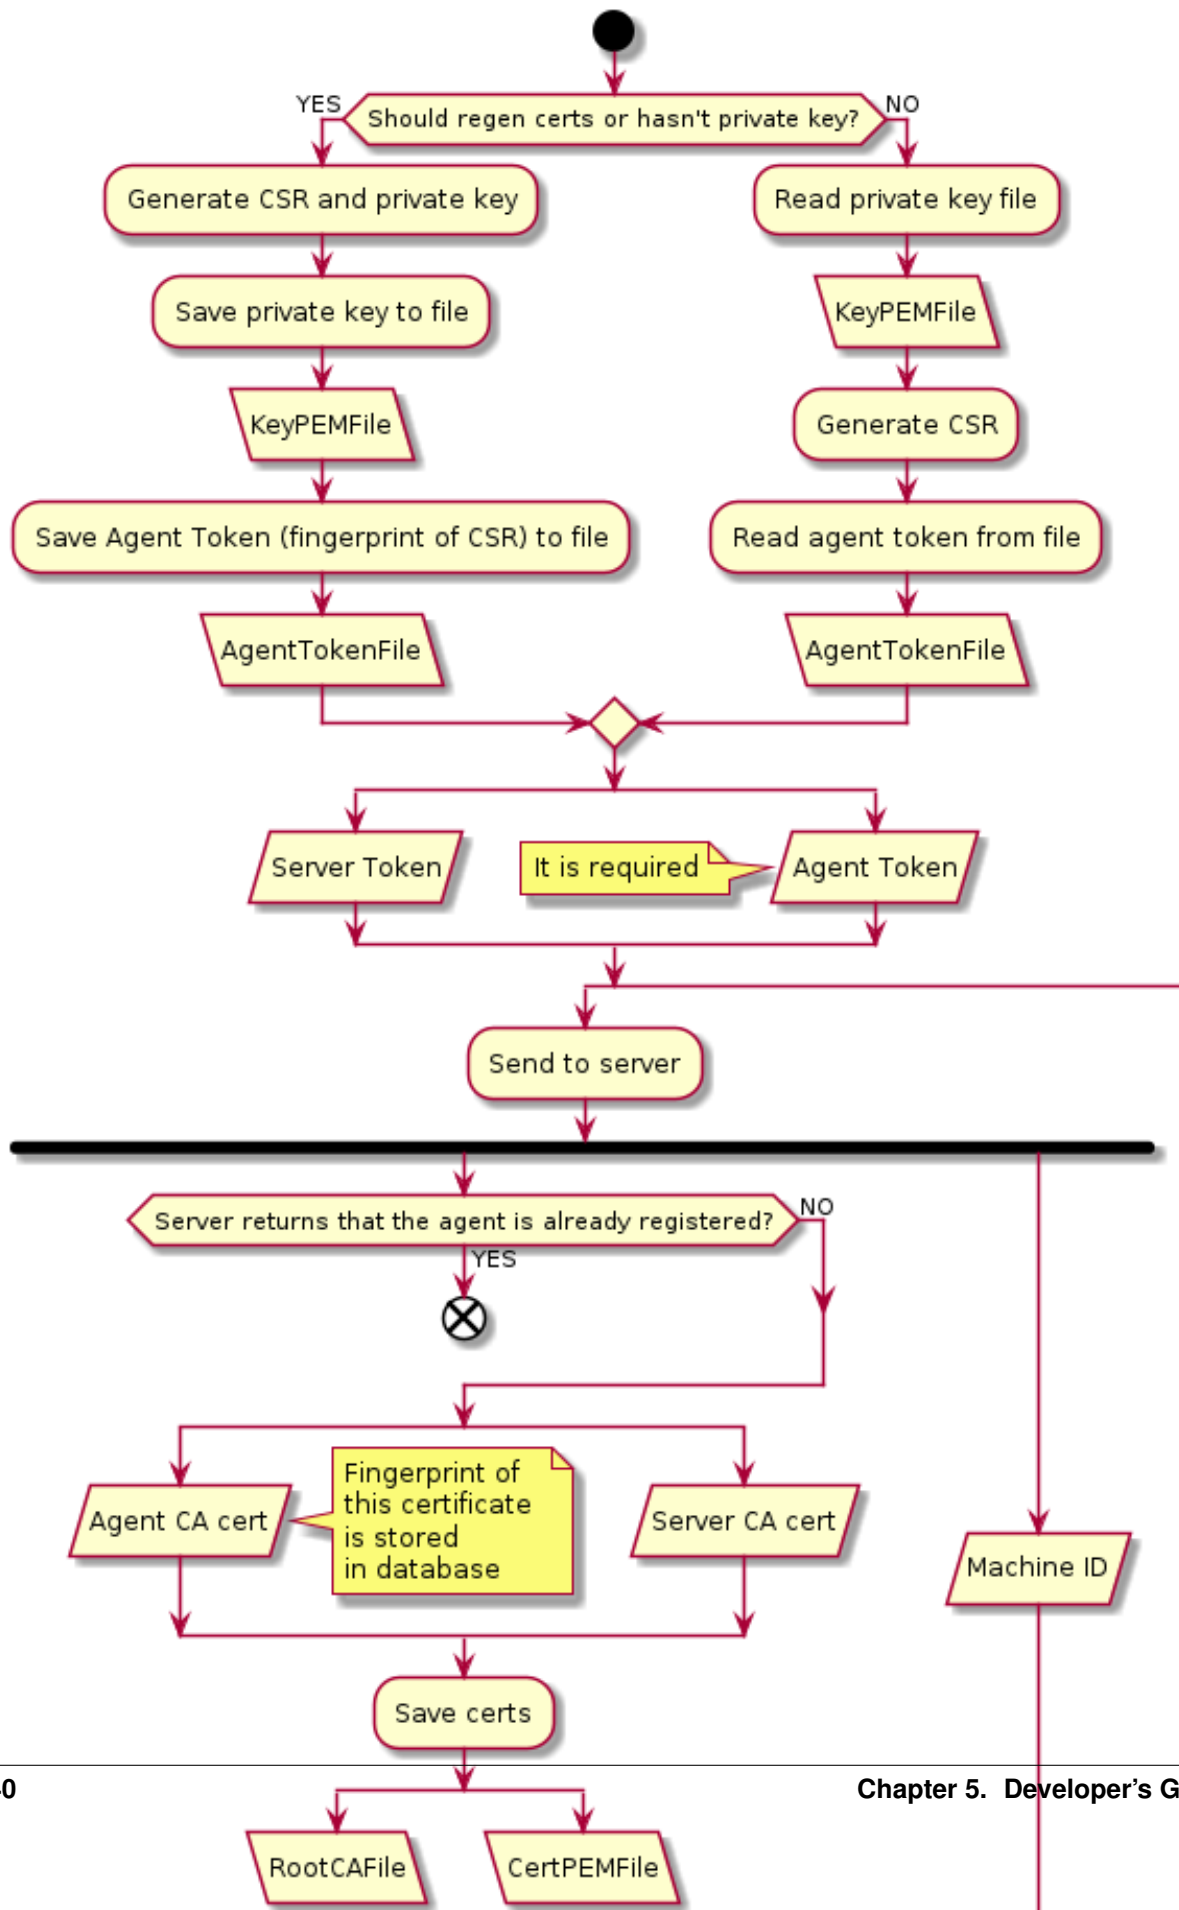 YES
Should regen certs or hasn't private key?
NO
Generate CSR and private key
Read private key file
Save private key to file
KeyPEMFile
KeyPEMFile
Generate CSR
Save Agent Token (fingerprint of CSR) to file
Read agent token from file
AgentTokenFile
AgentTokenFile
Server Token
It is required
Agent Token
Send to server
Server returns that the agent is already registered?
NO
YES
Agent CA cert
Fingerprint of
this certificate
is stored
in database
Server CA cert
Machine ID
Save certs
0
Chapter 5. Developer's G
RootCAFile
CertPEMFile